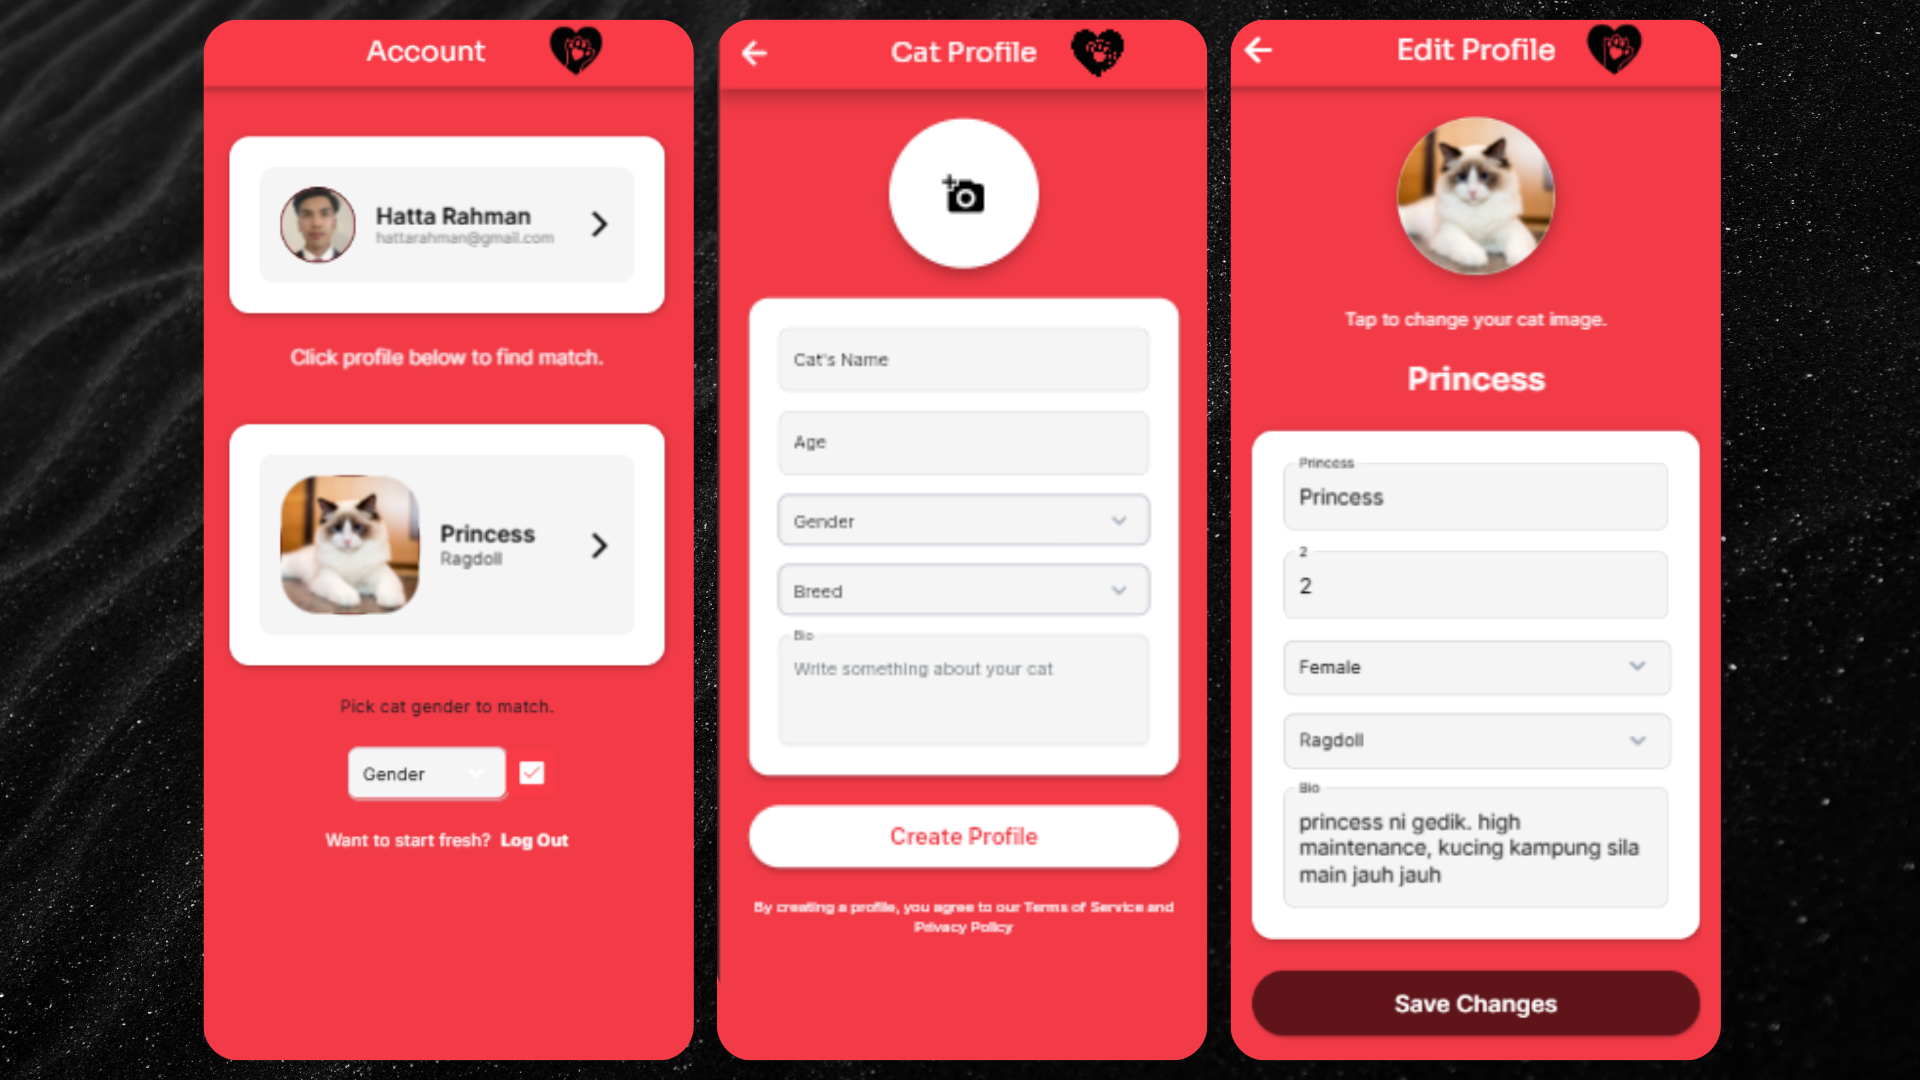 Account
Hatta Rahman
hattarahman@gmail.com
Click profile below to find match.
Princess
Ragdoll
Pick cat gender to match.
Gender
Want to start fresh? Log Out
Cat Profile
Cat's Name
Age
Gender
Breed
Bio
Write something about your cat
Create Profile
By creating a profile, you agree to our Terms of Service and
Privacy Policy
Edit Profile
Tap to change your cat image.
Princess
Princess
Princess
2
2
Female
Ragdoll
Bio
princess ni gedik. high
maintenance, kucing kampung sila
main jauh jauh
Save Changes